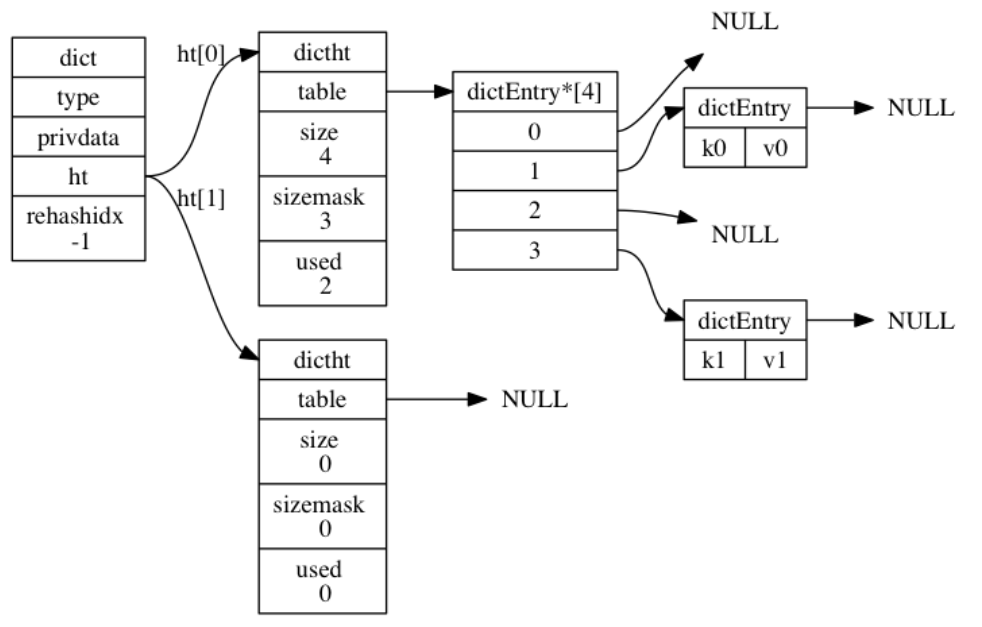 dict
type
privdata
ht
rehashidx
-1
ht[0]
ht[1]
dictht
table
size
4
sizemask
3
used
2
dictht
table
size
0
sizemask
0
used
0
NULL
dictEntry*[4]
0
1
2
3
NULL
dictEntry
k0 v0
NULL
NULL
dictEntry
k1 v1
NULL